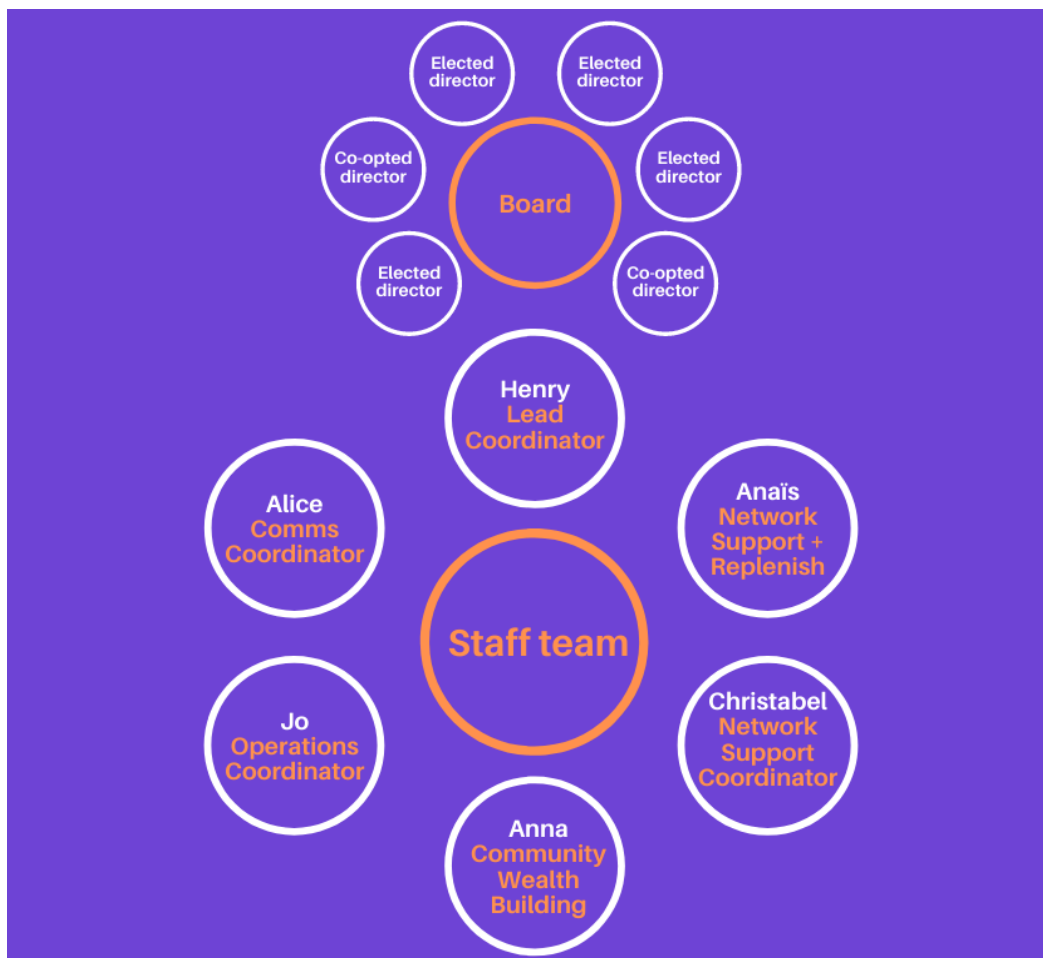 Elected
director
Elected
director
Co-opted
director
Board
Elected
director
Elected
director
Co-opted
director
Henry
Lead
Coordinator
Alice
Comms
Coordinator
Anaïs
Network
Support +
Replenish
Staff team
Jo
Operations
Coordinator
Christabel
Network
Support
Coordinator
Anna
Community
Wealth
Building